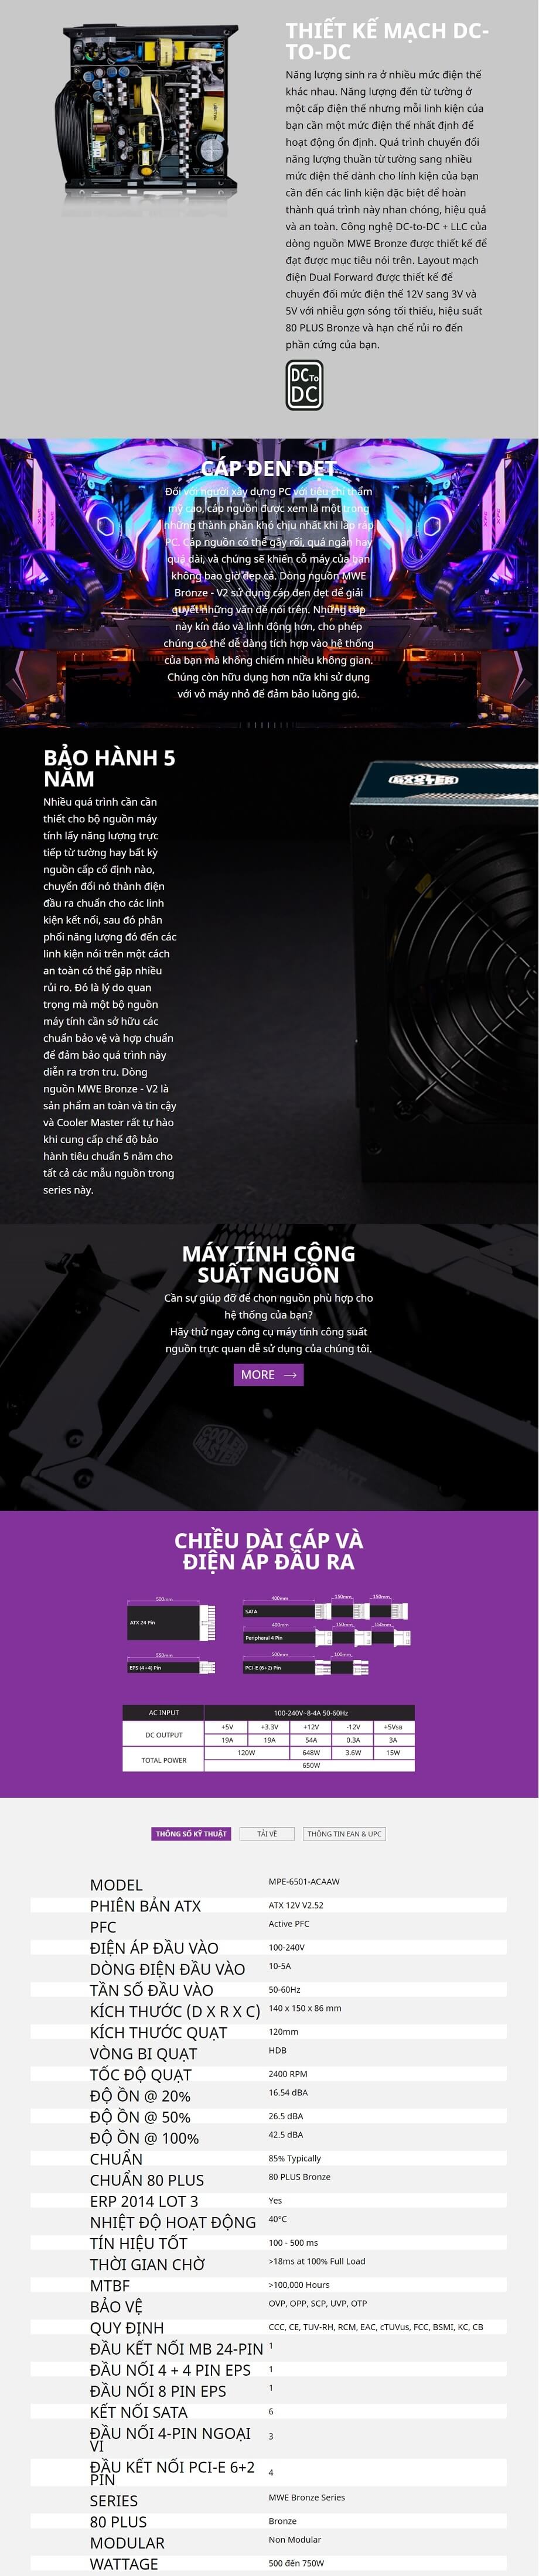 THIẾT KẾ MẠCH DC-
TO-DC
Năng lượng sinh ra ở nhiều mức điện thế
khác nhau. Năng lượng đến từ tường ở
một cấp điện thế nhưng mỗi linh kiện của
bạn cần một mức điện thế nhất định để
hoạt động ổn định. Quá trình chuyển đổi
năng lượng thuần từ tường sang nhiều
mức điện thế dành cho lính kiện của bạn
cần đến các linh kiện đặc biệt để hoàn
thành quá trình này nhan chóng, hiệu quả
và an toàn. Công nghệ DC-to-DC + LLC của
dòng nguồn MWE Bronze được thiết kế để
đạt được mục tiêu nói trên. Layout mạch
điện Dual Forward được thiết kế để
chuyển đổi mức điện thế 12V sang 3V và
5V với nhiễu gợn sóng tối thiểu, hiệu suất
80 PLUS Bronze và hạn chế rủi ro đến
phần cứng của bạn.
DC To
DC
CÁP ĐEN DẸT
Đối với người xây dựng PC với tiêu chí thẩm
mỹ cao, cáp nguồn được xem là một trong
những thành phần khó chịu nhất khi lắp ráp
PC. Cáp nguồn có thể gây rối, quá ngắn hay
quá dài, và chúng sẽ khiến cỗ máy của bạn
không bao giờ đẹp cả. Dòng nguồn MWE
Bronze - V2 sử dụng cáp đen dẹt để giải
quyết những vấn đề nói trên. Những cáp
này kín đáo và linh động hơn, cho phép
chúng có thể dễ dàng tích hợp vào hệ thống
của bạn mà không chiếm nhiều không gian.
Chúng còn hữu dụng hơn nữa khi sử dụng
với vỏ máy nhỏ để đảm bảo luồng gió.
BẢO HÀNH 5
NĂM
Nhiều quá trình cần cần
thiết cho bộ nguồn máy
tính lấy năng lượng trực
tiếp từ tường hay bất kỳ
nguồn cấp cố định nào,
chuyển đổi nó thành điện
đầu ra chuẩn cho các linh
kiện kết nối, sau đó phân
phối năng lượng đó đến các
linh kiện nói trên một cách
an toàn có thể gặp nhiều
rủi ro. Đó là lý do quan
trọng mà một bộ nguồn
máy tính cần sở hữu các
chuẩn bảo vệ và hợp chuẩn
để đảm bảo quá trình này
diễn ra trơn tru. Dòng
nguồn MWE Bronze - V2 là
sản phẩm an toàn và tin cậy
và Cooler Master rất tự hào
khi cung cấp chế độ bảo
hành tiêu chuẩn 5 năm cho
tất cả các mẫu nguồn trong
series này.
COOLER
MASTER
MÁY TÍNH CÔNG
SUẤT NGUỒN
Cần sự giúp đỡ để chọn nguồn phù hợp cho
hệ thống của bạn?
Hãy thử ngay công cụ máy tính công suất
nguồn trực quan dễ sử dụng của chúng tôi.
MORE →
COOLER
MASTER
CHIỀU DÀI CÁP VÀ
ĐIỆN ÁP ĐẦU RA
500mm
ATX 24 Pin
550mm
EPS (4+4) Pin
400mm 150mm 150mm
SATA
400mm 150mm 150mm
Peripheral 4 Pin
500mm 100mm
PCI-E (6+2) Pin
AC INPUT 100-240V~8-4A 50-60Hz
DC OUTPUT +5V +3.3V +12V -12V +5VSB
19A 19A 54A 0.3A 3A
TOTAL POWER 120W 648W 3.6W 15W
650W
THÔNG SỐ KỸ THUẬT TẢI VỀ THÔNG TIN EAN & UPC
MODEL MPE-6501-ACAAW
PHIÊN BẢN ATX ATX 12V V2.52
PFC Active PFC
ĐIỆN ÁP ĐẦU VÀO 100-240V
DÒNG ĐIỆN ĐẦU VÀO 10-5A
TẦN SỐ ĐẦU VÀO 50-60Hz
KÍCH THƯỚC (D X R X C) 140 x 150 x 86 mm
KÍCH THƯỚC QUẠT 120mm
VÒNG BI QUẠT HDB
TỐC ĐỘ QUẠT 2400 RPM
ĐỘ ỒN @ 20% 16.54 dBA
ĐỘ ỒN @ 50% 26.5 dBA
ĐỘ ỒN @ 100% 42.5 dBA
CHUẨN 85% Typically
CHUẨN 80 PLUS 80 PLUS Bronze
ERP 2014 LOT 3 Yes
NHIỆT ĐỘ HOẠT ĐỘNG 40°C
TÍN HIỆU TỐT 100 - 500 ms
THỜI GIAN CHỜ >18ms at 100% Full Load
MTBF >100,000 Hours
BẢO VỆ OVP, OPP, SCP, UVP, OTP
QUY ĐỊNH CCC, CE, TUV-RH, RCM, EAC, cTUVus, FCC, BSMI, KC, CB
ĐẦU KẾT NỐI MB 24-PIN 1
ĐẦU NỐI 4 + 4 PIN EPS 1
ĐẦU NỐI 8 PIN EPS 1
KẾT NỐI SATA 6
ĐẦU NỐI 4-PIN NGOẠI
VI 3
ĐẦU KẾT NỐI PCI-E 6+2
PIN 4
SERIES MWE Bronze Series
80 PLUS Bronze
MODULAR Non Modular
WATTAGE 500 đến 750W